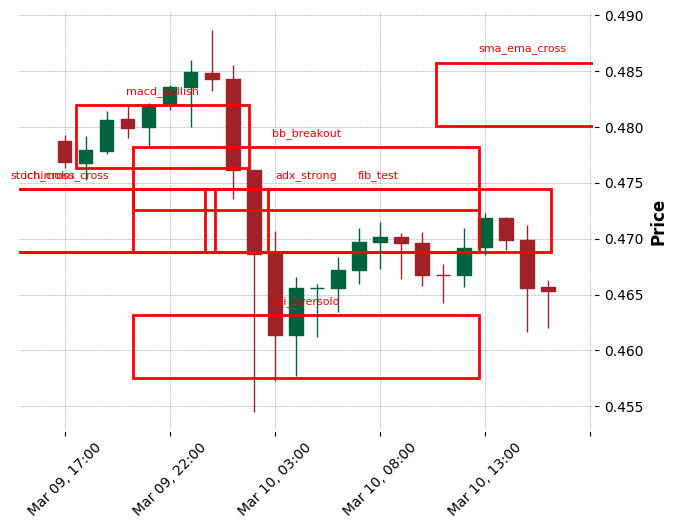 0.490
sma_ema_cross
0.485
macd_bullish
0.480
bb_breakout
0.475
adx_strong
fib_test
0.470
Price
0.465
rsi_oversold
0.460
0.455
Mar 09, 17:00
Mar 09, 22:00
Mar 10, 03:00
Mar 10, 08:00
Mar 10, 13:00